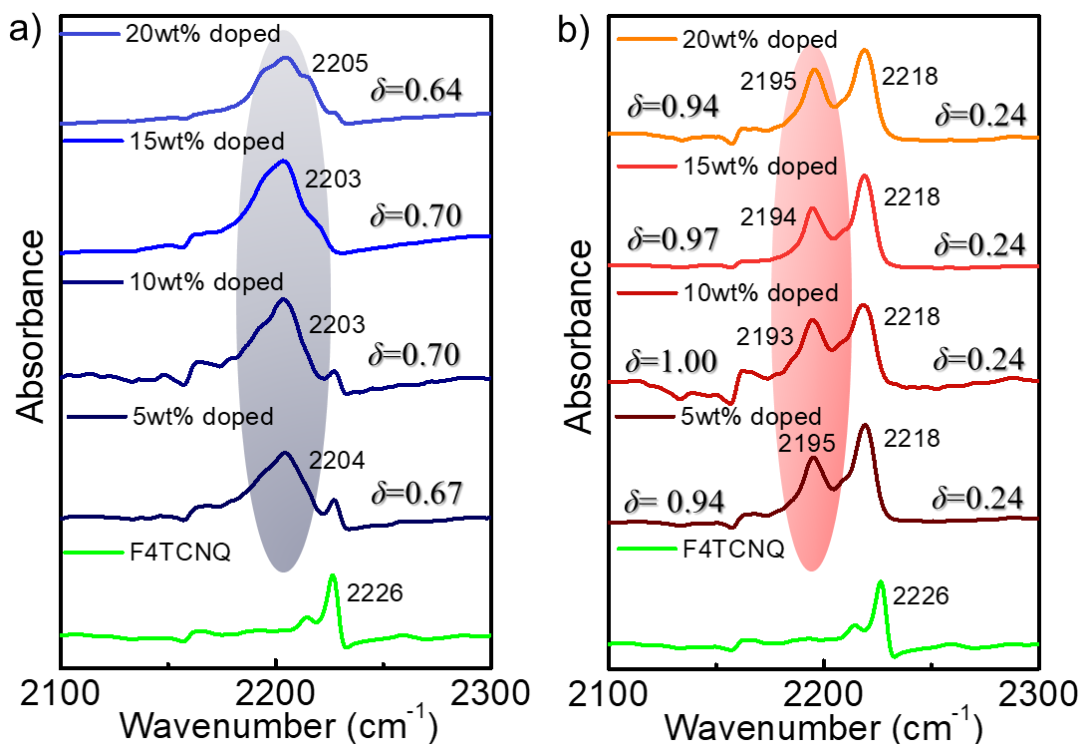 a)
20wt% doped
2205
δ=0.64
15wt% doped
2203
δ=0.70
10wt% doped
2203
δ=0.70
5wt% doped
2204
δ=0.67
F4TCNQ
2226
Absorbance
2100 2200 2300
Wavenumber (cm⁻¹)
b)
20wt% doped
2195 2218
δ=0.94 δ=0.24
15wt% doped
2194 2218
δ=0.97 δ=0.24
10wt% doped
2193 2218
δ=1.00 δ=0.24
5wt% doped
2195 2218
δ= 0.94 δ=0.24
F4TCNQ
2226
Absorbance
2100 2200 2300
Wavenumber (cm⁻¹)